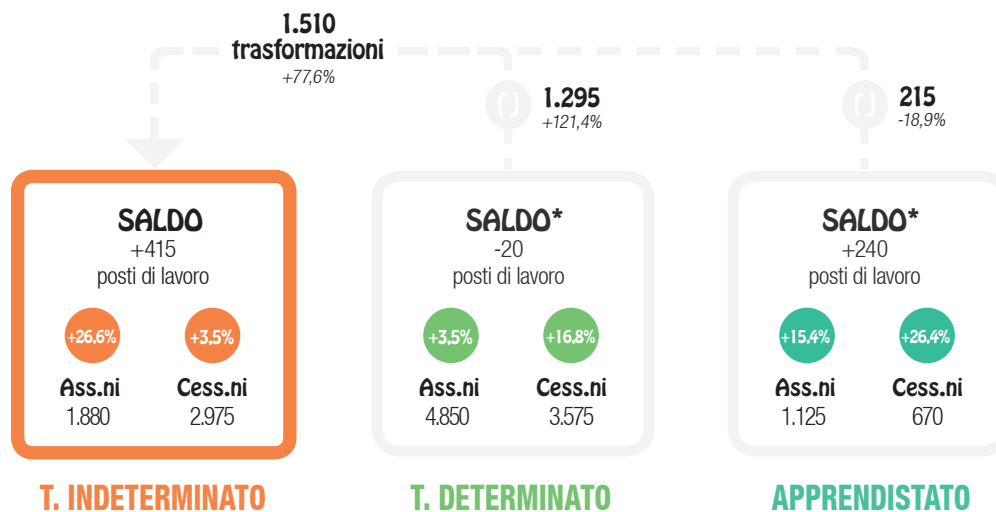 1.510
trasformazioni
+77,6%
1.295
+121,4%
215
-18,9%
SALDO
+415
posti di lavoro
+26,6%
+3,5%
Ass.ni
Cess.ni
1.880
2.975
T. INDETERMINATO
SALDO*
-20
posti di lavoro
+3,5%
+16,8%
Ass.ni
Cess.ni
4.850
3.575
T. DETERMINATO
SALDO*
+240
posti di lavoro
+15,4%
+26,4%
Ass.ni
Cess.ni
1.125
670
APPRENDISTATO